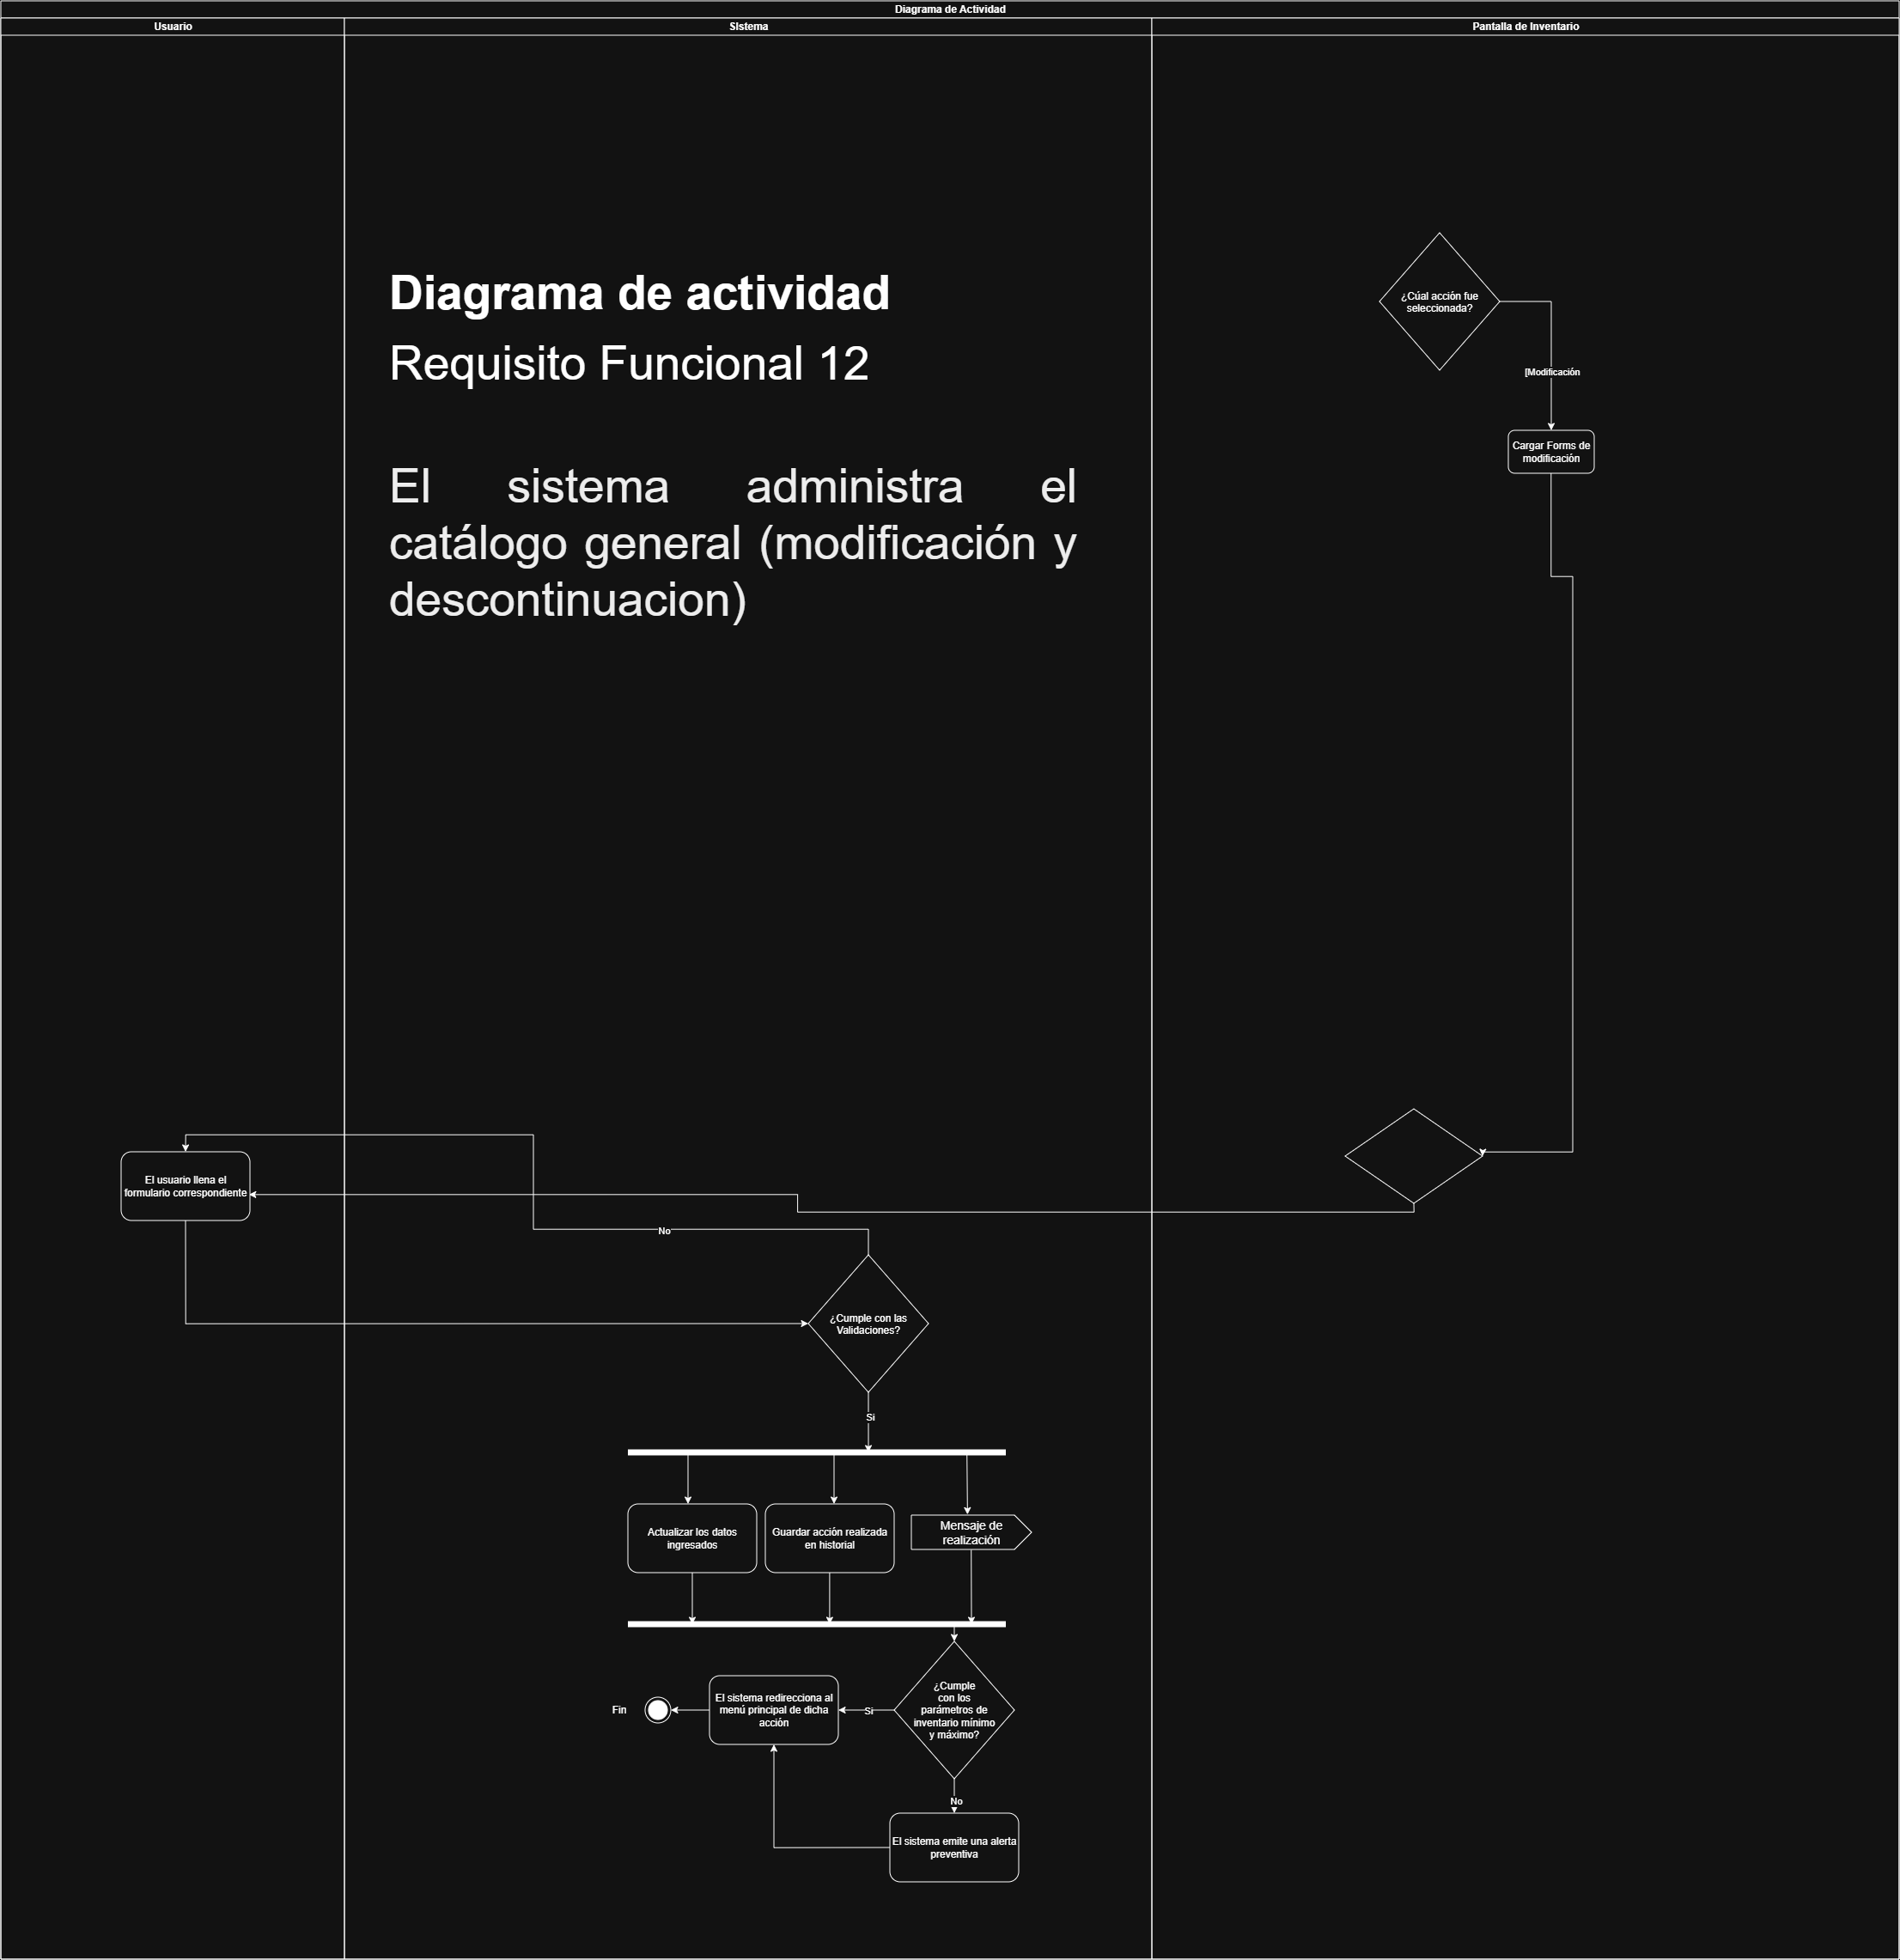 Diagrama de Actividad
Usuario
SIstema
Pantalla de Inventario
Diagrama de actividad
Requisito Funcional 12
El sistema administra el
catálogo general (modificación y
descontinuacion)
¿Cúal acción fue
seleccionada?
[Modificación
Cargar Forms de
modificación
El usuario llena el
formulario correspondiente
No
¿Cumple con las
Validaciones?
Si
Actualizar los datos
ingresados
Guardar acción realizada
en historial
Mensaje de
realización
¿Cumple
con los
parámetros de
inventario mínimo
y máximo?
Si
El sistema redirecciona al
menú principal de dicha
acción
Fin
No
El sistema emite una alerta
preventiva